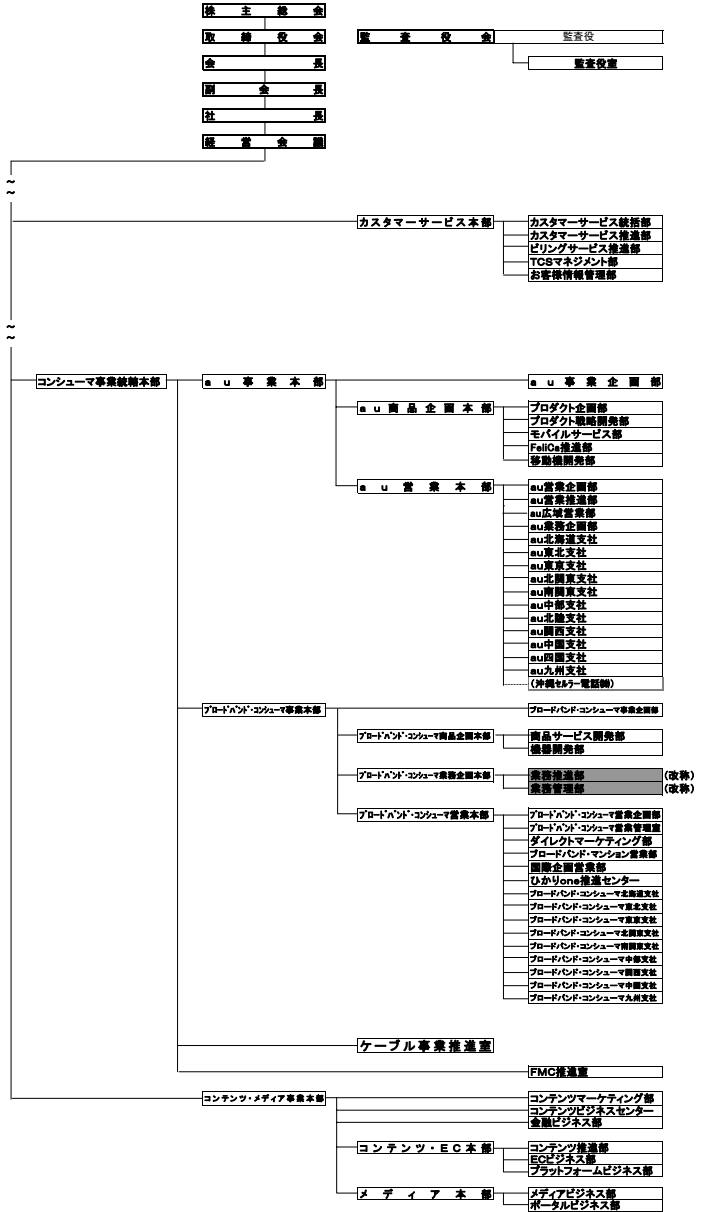 株主総会
取締役会
監査役会 監査役
会長
監査役室
副会長
社長
経営会議
～
～
カスタマーサービス本部
カスタマーサービス統括部
カスタマーサービス推進部
ビリングサービス推進部
TCSマネジメント部
お客様情報管理部
～
～
コンシューマ事業統轄本部
au事業本部
au事業企画部
au商品企画本部
プロダクト企画部
プロダクト戦略開発部
モバイルサービス部
FeliCa推進部
移動機開発部
au営業本部
au営業企画部
au営業推進部
au広域営業部
au業務企画部
au北海道支社
au東北支社
au東京支社
au北関東支社
au南関東支社
au中部支社
au北陸支社
au関西支社
au中国支社
au四国支社
au九州支社
(沖縄ｾﾙﾗｰ電話㈱)
ﾌﾞﾛｰﾄﾞﾊﾞﾝﾄﾞ･ｺﾝｼｭｰﾏ事業本部
ブロードバンド・コンシューマ事業企画部
ﾌﾞﾛｰﾄﾞﾊﾞﾝﾄﾞ･ｺﾝｼｭｰﾏ商品企画本部
商品サービス開発部
機器開発部
ﾌﾞﾛｰﾄﾞﾊﾞﾝﾄﾞ･ｺﾝｼｭｰﾏ業務企画本部
業務推進部 (改称)
業務管理部 (改称)
ﾌﾞﾛｰﾄﾞﾊﾞﾝﾄﾞ･ｺﾝｼｭｰﾏ営業本部
ﾌﾞﾛｰﾄﾞﾊﾞﾝﾄﾞ･ｺﾝｼｭｰﾏ営業企画部
ﾌﾞﾛｰﾄﾞﾊﾞﾝﾄﾞ･ｺﾝｼｭｰﾏ営業管理室
ダイレクトマーケティング部
ブロードバンド・マンション営業部
国際企画営業部
ひかりone推進センター
ブロードバンド・コンシューマ北海道支社
ブロードバンド・コンシューマ東北支社
ブロードバンド・コンシューマ東京支社
ブロードバンド・コンシューマ北関東支社
ブロードバンド・コンシューマ南関東支社
ブロードバンド・コンシューマ中部支社
ブロードバンド・コンシューマ関西支社
ブロードバンド・コンシューマ中国支社
ブロードバンド・コンシューマ九州支社
ケーブル事業推進室
FMC推進室
コンテンツ・メディア事業本部
コンテンツマーケティング部
コンテンツビジネスセンター
金融ビジネス部
コンテンツ・EC本部
コンテンツ推進部
ECビジネス部
プラットフォームビジネス部
メディア本部
メディアビジネス部
ポータルビジネス部